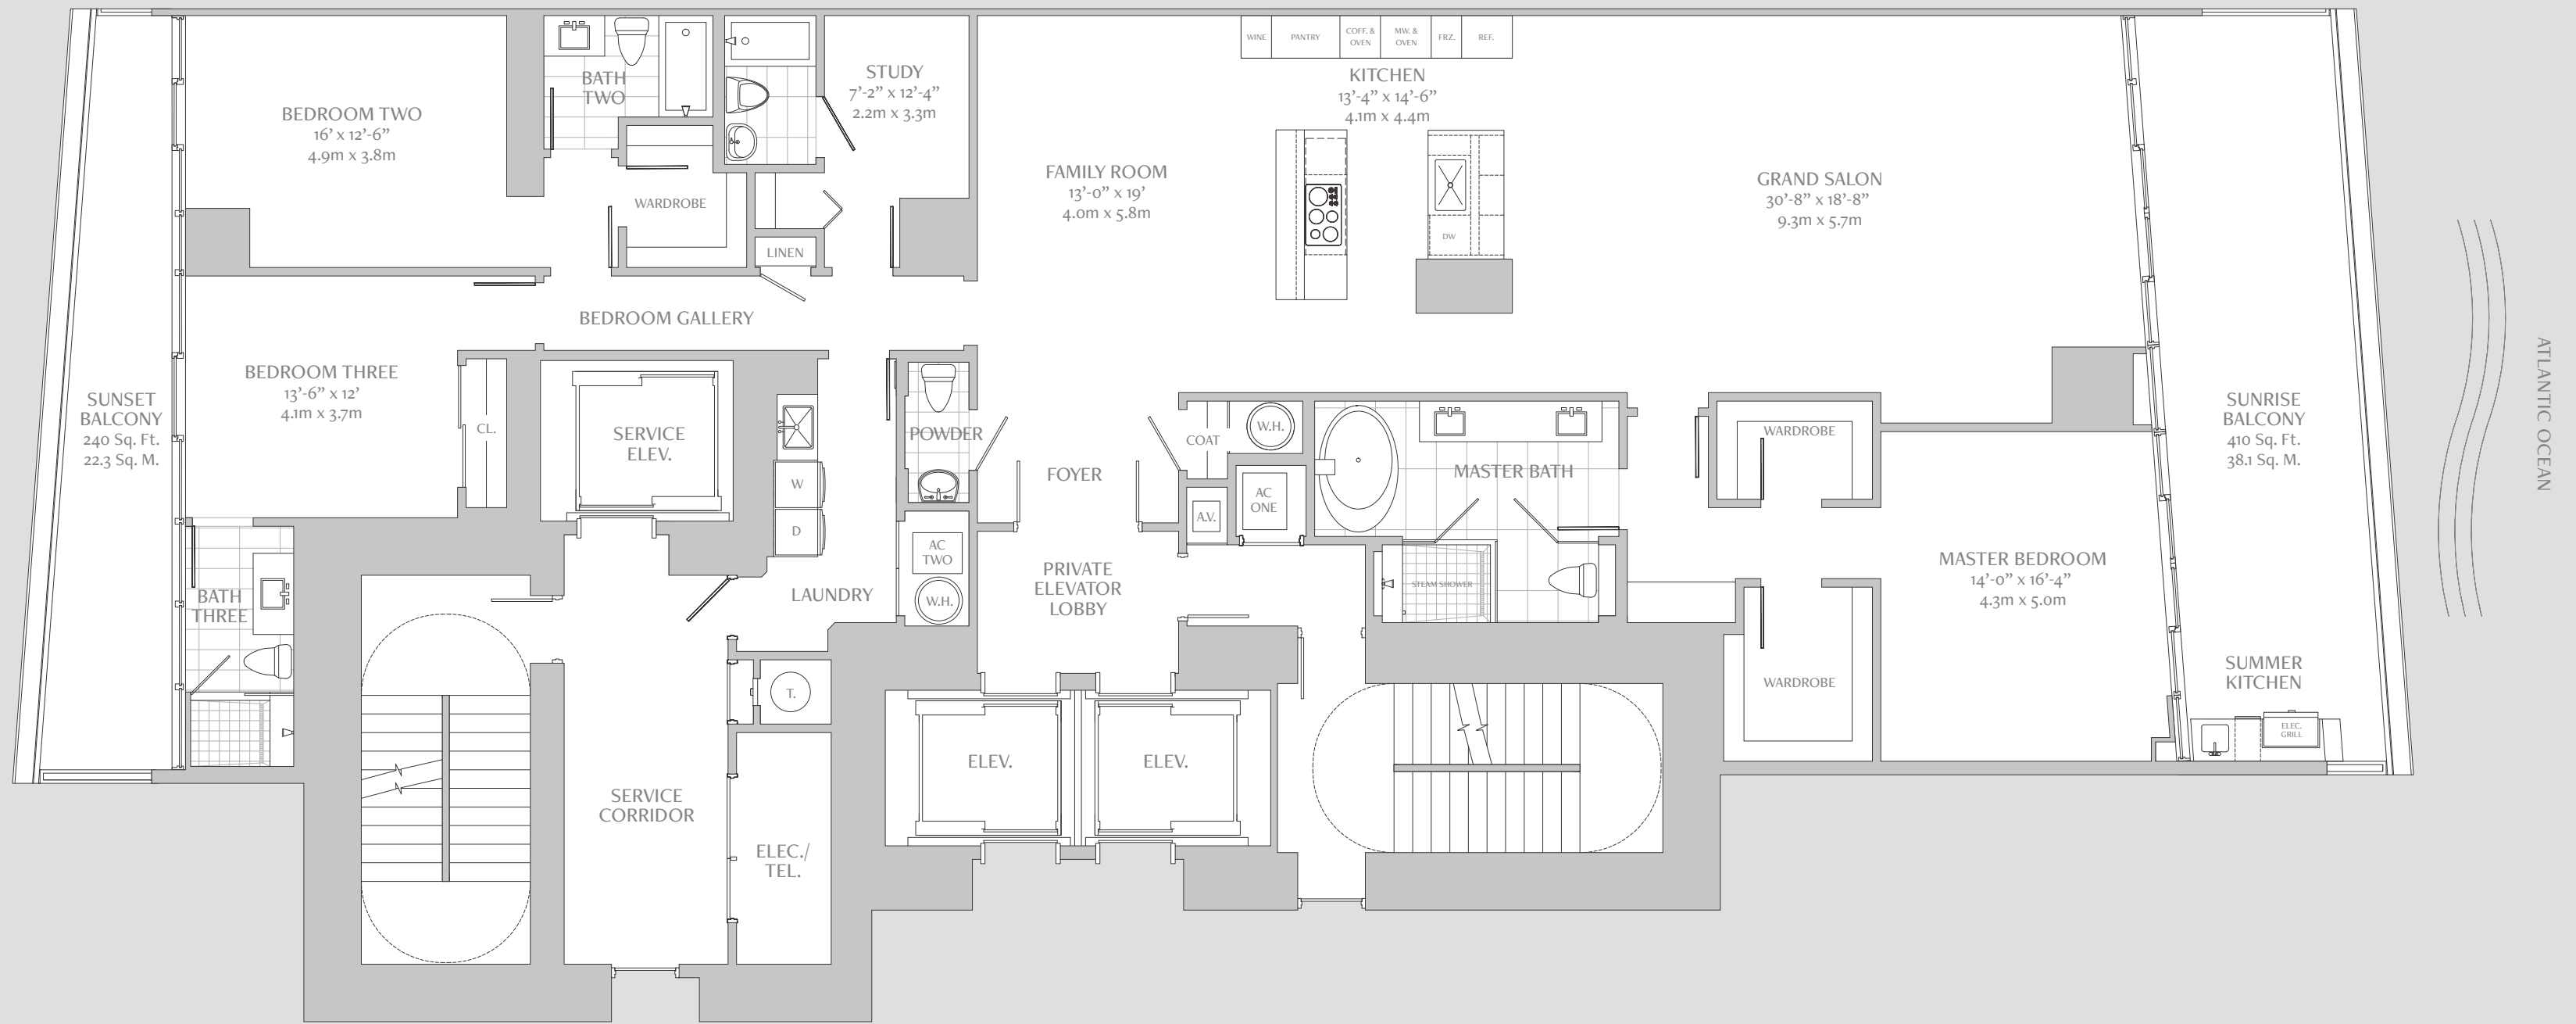 BEDROOM TWO
16’ x 12’-6”
4.9m x 3.8m
BATH
TWO
WARDROBE
LINEN
STUDY
7’-2” x 12’-4”
2.2m x 3.3m
FAMILY ROOM
13’-0” x 19’
4.0m x 5.8m
WINE
PANTRY
COFF. &
OVEN
MW. &
OVEN
FRZ.
REF.
KITCHEN
13’-4” x 14’-6”
4.1m x 4.4m
DW
GRAND SALON
30’-8” x 18’-8”
9.3m x 5.7m
BEDROOM GALLERY
SUNSET
BALCONY
240 Sq. Ft.
22.3 Sq. M.
BEDROOM THREE
13’-6” x 12’
4.1m x 3.7m
CL.
SERVICE
ELEV.
W
D
POWDER
FOYER
COAT
W.H.
A.V.
AC
ONE
MASTER BATH
STEAM SHOWER
WARDROBE
SUNRISE
BALCONY
410 Sq. Ft.
38.1 Sq. M.
ATLANTIC OCEAN
BATH
THREE
LAUNDRY
AC
TWO
W.H.
PRIVATE
ELEVATOR
LOBBY
MASTER BEDROOM
14’-0” x 16’-4”
4.3m x 5.0m
WARDROBE
SUMMER
KITCHEN
ELEC.
GRILL
T.
ELEV.
ELEV.
SERVICE
CORRIDOR
ELEC./
TEL.